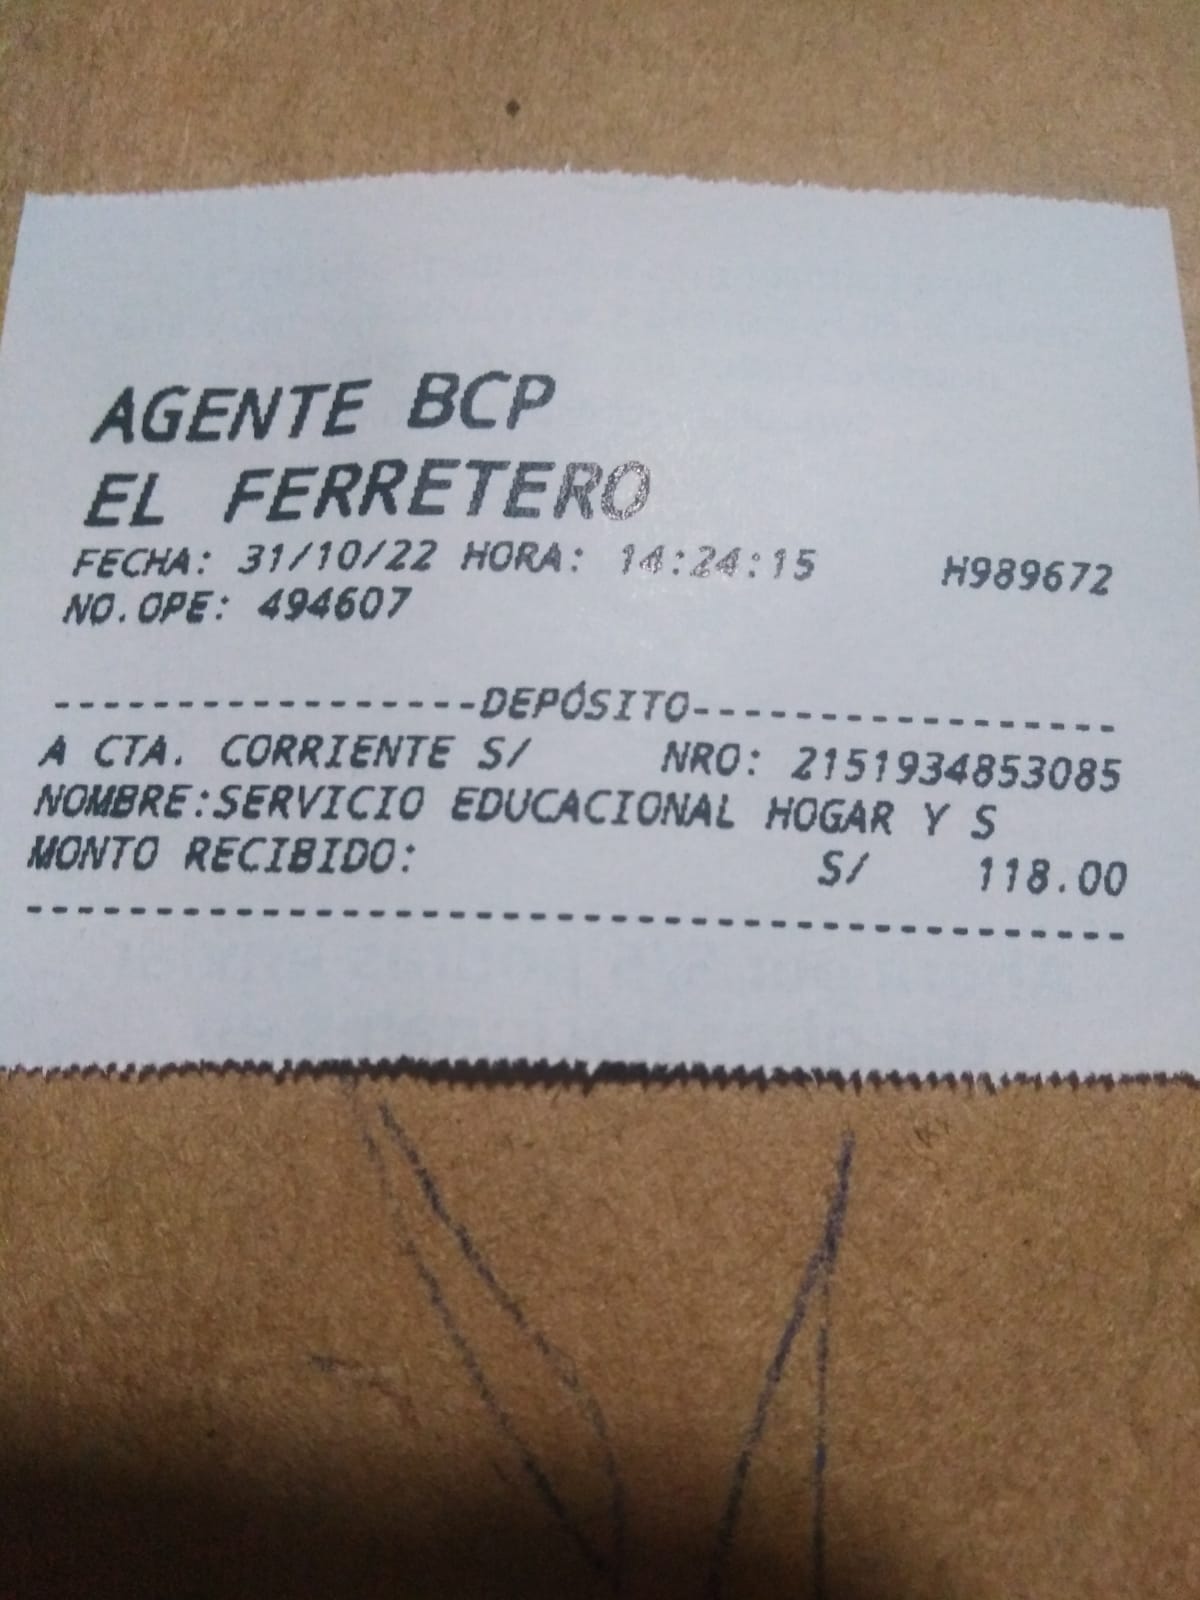 AGENTE BCP
EL FERRETERO
FECHA: 31/10/22 HORA: 14:24:15 H989672
NO.OPE: 494607
-----------------DEPÓSITO-----------------
A CTA. CORRIENTE S/ NRO: 2151934853085
NOMBRE:SERVICIO EDUCACIONAL HOGAR Y S
MONTO RECIBIDO: S/ 118.00
------------------------------------------